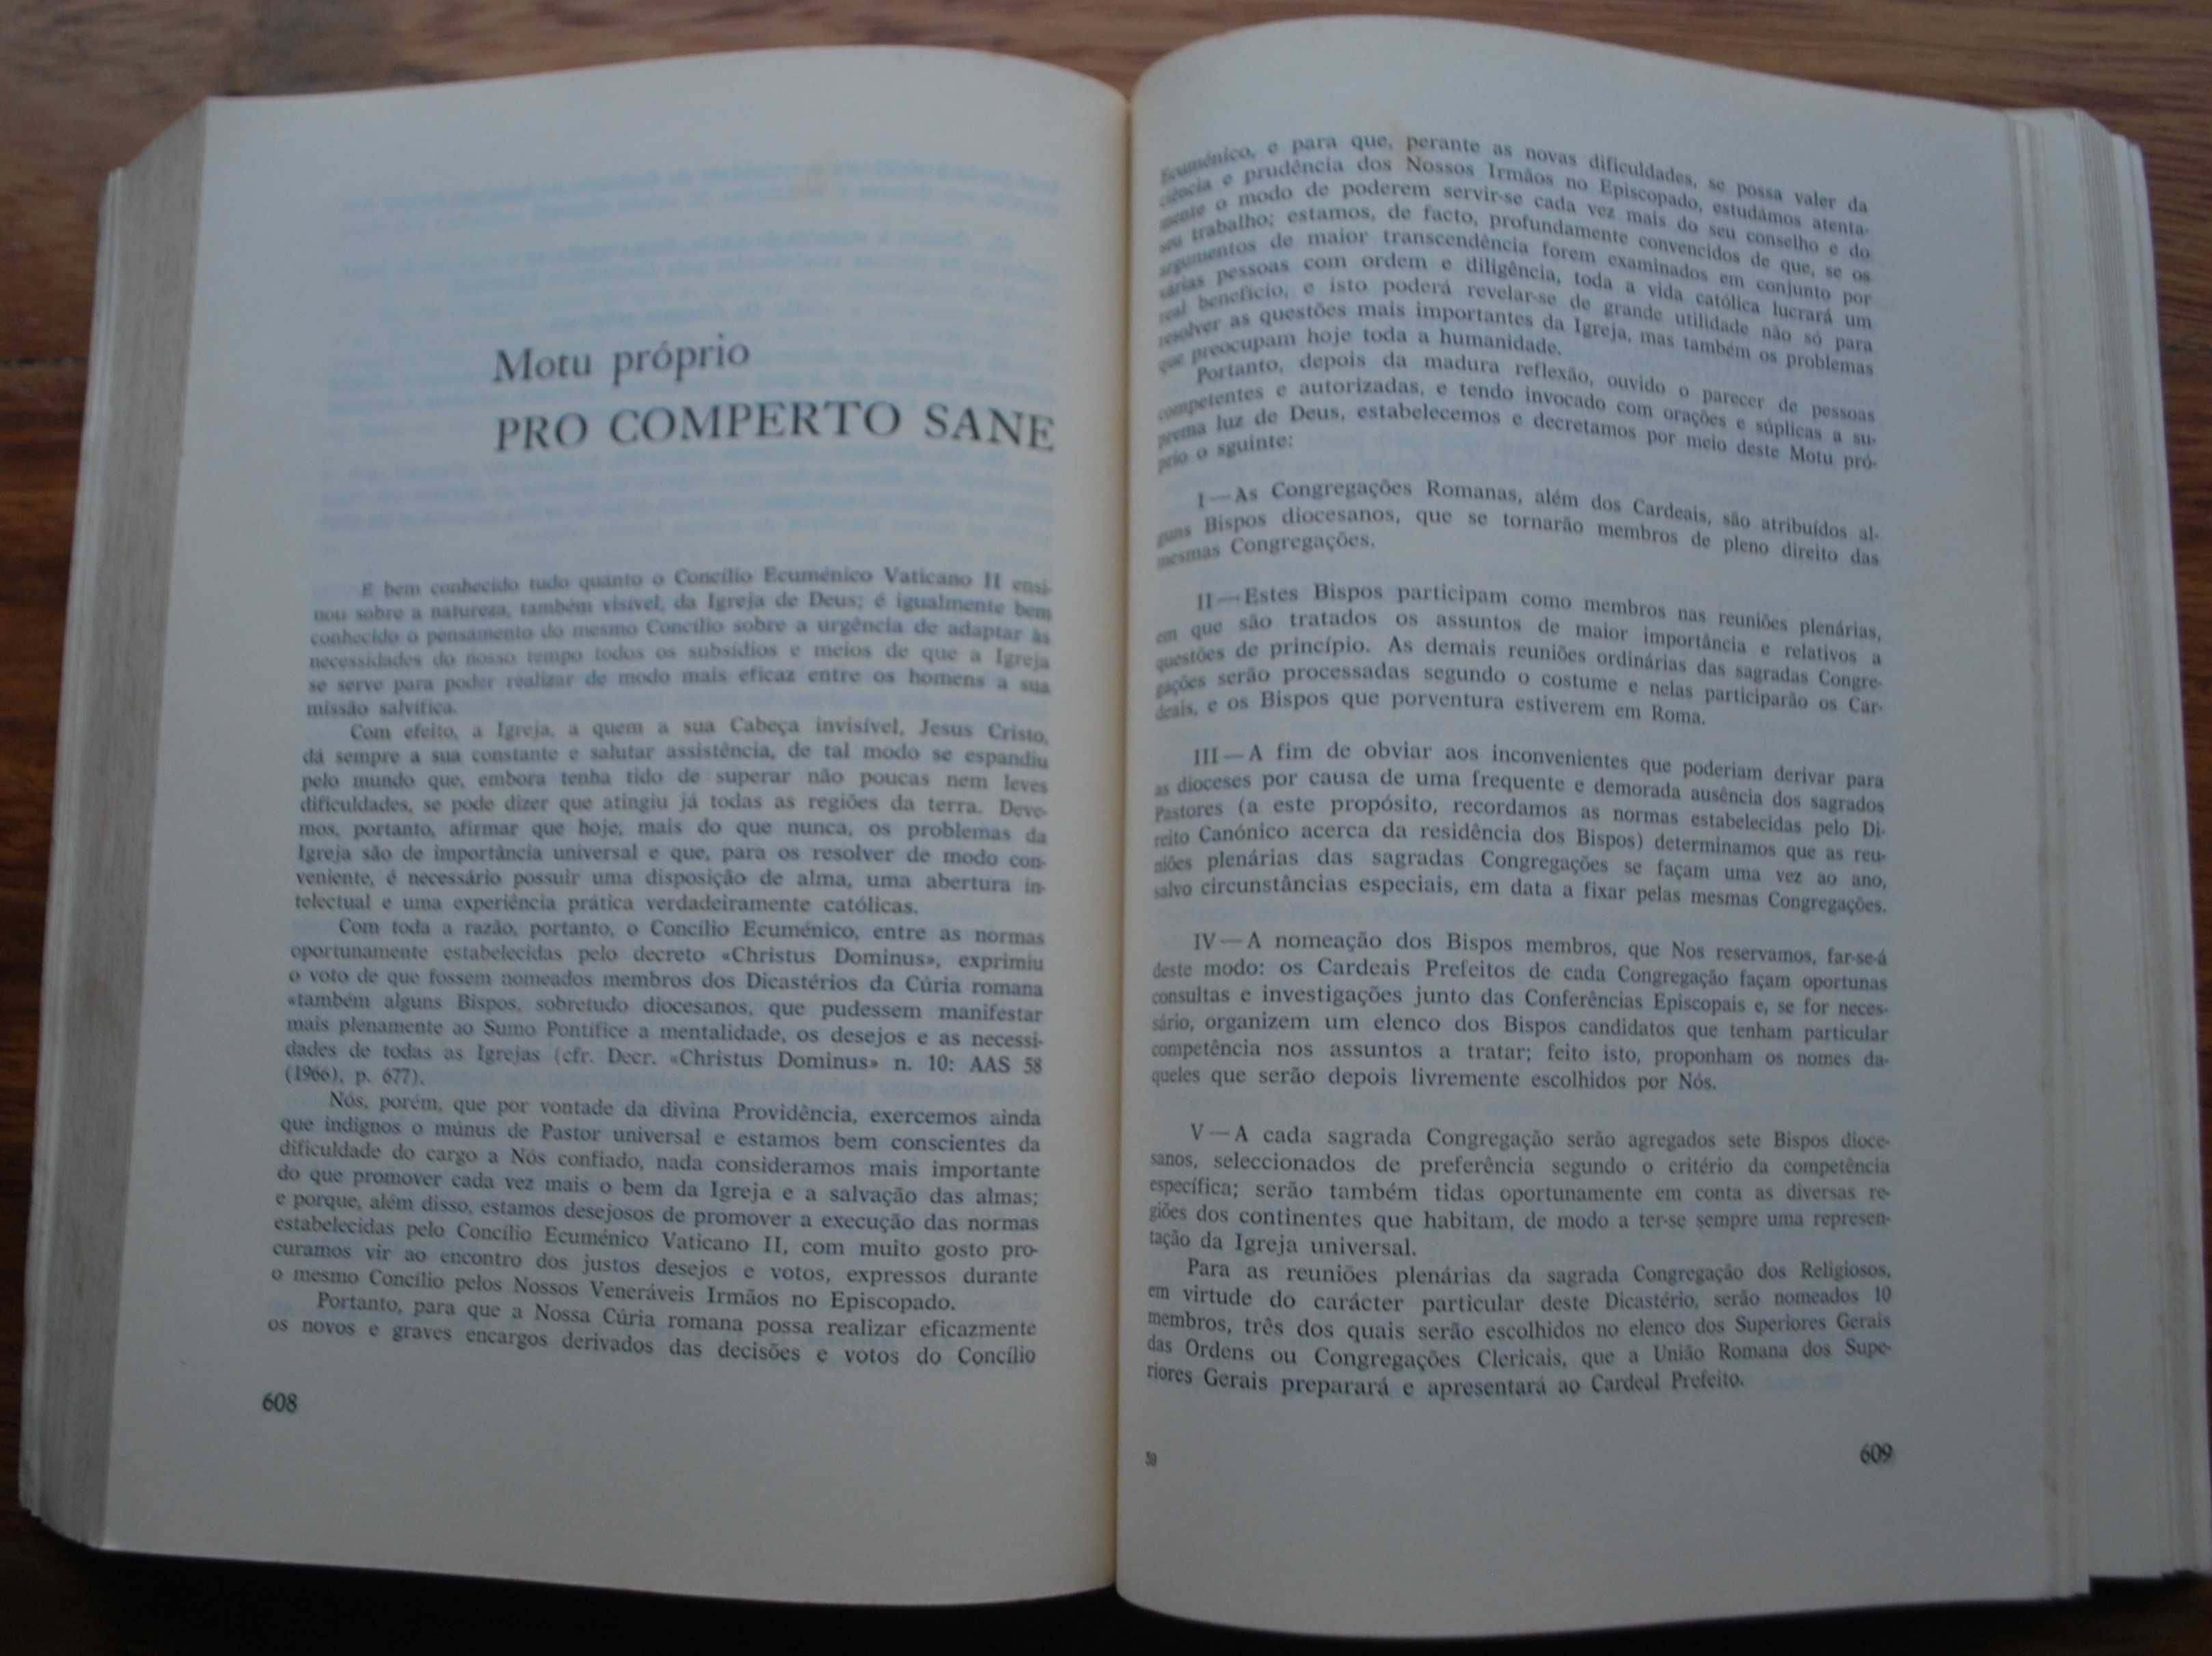 Motu próprio
PRO COMPERTO SANE
E bem conhecido tudo quanto o Concílio Ecuménico Vaticano II ensi-
nou sobre a natureza, também visível, da Igreja de Deus; é igualmente bem
conhecido o pensamento do mesmo Concílio sobre a urgência de adaptar às
necessidades do nosso tempo todos os subsídios e meios de que a Igreja
se serve para poder realizar de modo mais eficaz entre os homens a sua
missão salvífica.
Com efeito, a Igreja, a quem a sua Cabeça invisível, Jesus Cristo,
dá sempre a sua constante e salutar assistência, de tal modo se espandiu
pelo mundo que, embora tenha tido de superar não poucas nem leves
dificuldades, se pode dizer que atingiu já todas as regiões da terra. Deve-
mos, portanto, afirmar que hoje, mais do que nunca, os problemas da
Igreja são de importância universal e que, para os resolver de modo con-
veniente, é necessário possuir uma disposição de alma, uma abertura in-
telectual e uma experiência prática verdadeiramente católicas.
Com toda a razão, portanto, o Concílio Ecuménico, entre as normas
oportunamente estabelecidas pelo decreto «Christus Dominus», exprimiu
o voto de que fossem nomeados membros dos Dicastérios da Cúria romana
«também alguns Bispos, sobretudo diocesanos, que pudessem manifestar
mais plenamente ao Sumo Pontífice a mentalidade, os desejos e as necessi-
dades de todas as Igrejas (cfr. Decr. «Christus Dominus» n. 10: AAS 58
(1966), p. 677).
Nós, porém, que por vontade da divina Providência, exercemos ainda
que indignos o múnus de Pastor universal e estamos bem conscientes da
dificuldade do cargo a Nós confiado, nada consideramos mais importante
do que promover cada vez mais o bem da Igreja e a salvação das almas;
e porque, além disso, estamos desejosos de promover a execução das normas
estabelecidas pelo Concílio Ecuménico Vaticano II, com muito gosto pro-
curamos vir ao encontro dos justos desejos e votos, expressos durante
o mesmo Concílio pelos Nossos Veneráveis Irmãos no Episcopado.
Portanto, para que a Nossa Cúria romana possa realizar eficazmente
os novos e graves encargos derivados das decisões e votos do Concílio
608
Ecuménico, e para que, perante as novas dificuldades, se possa valer da
ciência e prudência dos Nossos Irmãos no Episcopado, estudámos atenta-
mente o modo de poderem servir-se cada vez mais do seu conselho e do
seu trabalho; estamos, de facto, profundamente convencidos de que, se os
argumentos de maior transcendência forem examinados em conjunto por
várias pessoas com ordem e diligência, toda a vida católica lucrará um
real benefício, e isto poderá revelar-se de grande utilidade não só para
resolver as questões mais importantes da Igreja, mas também os problemas
que preocupam hoje toda a humanidade.
Portanto, depois da madura reflexão, ouvido o parecer de pessoas
competentes e autorizadas, e tendo invocado com orações e súplicas a su-
prema luz de Deus, estabelecemos e decretamos por meio deste Motu pró-
prio o sguinte:
I — Às Congregações Romanas, além dos Cardeais, são atribuídos al-
guns Bispos diocesanos, que se tornarão membros de pleno direito das
mesmas Congregações.
II — Estes Bispos participam como membros nas reuniões plenárias,
em que são tratados os assuntos de maior importância e relativos a
questões de princípio. As demais reuniões ordinárias das sagradas Congre-
gações serão processadas segundo o costume e nelas participarão os Car-
deais, e os Bispos que porventura estiverem em Roma.
III — A fim de obviar aos inconvenientes que poderiam derivar para
as dioceses por causa de uma frequente e demorada ausência dos sagrados
Pastores (a este propósito, recordamos as normas estabelecidas pelo Di-
reito Canónico acerca da residência dos Bispos) determinamos que as reu-
niões plenárias das sagradas Congregações se façam uma vez ao ano,
salvo circunstâncias especiais, em data a fixar pelas mesmas Congregações.
IV — A nomeação dos Bispos membros, que Nos reservamos, far-se-á
deste modo: os Cardeais Prefeitos de cada Congregação façam oportunas
consultas e investigações junto das Conferências Episcopais e, se for neces-
sário, organizem um elenco dos Bispos candidatos que tenham particular
competência nos assuntos a tratar; feito isto, proponham os nomes da-
queles que serão depois livremente escolhidos por Nós.
V — A cada sagrada Congregação serão agregados sete Bispos dioce-
sanos, seleccionados de preferência segundo o critério da competência
específica; serão também tidas oportunamente em conta as diversas re-
giões dos continentes que habitam, de modo a ter-se sempre uma represen-
tação da Igreja universal.
Para as reuniões plenárias da sagrada Congregação dos Religiosos,
em virtude do carácter particular deste Dicastério, serão nomeados 10
membros, três dos quais serão escolhidos no elenco dos Superiores Gerais
das Ordens ou Congregações Clericais, que a União Romana dos Supe-
riores Gerais preparará e apresentará ao Cardeal Prefeito.
609